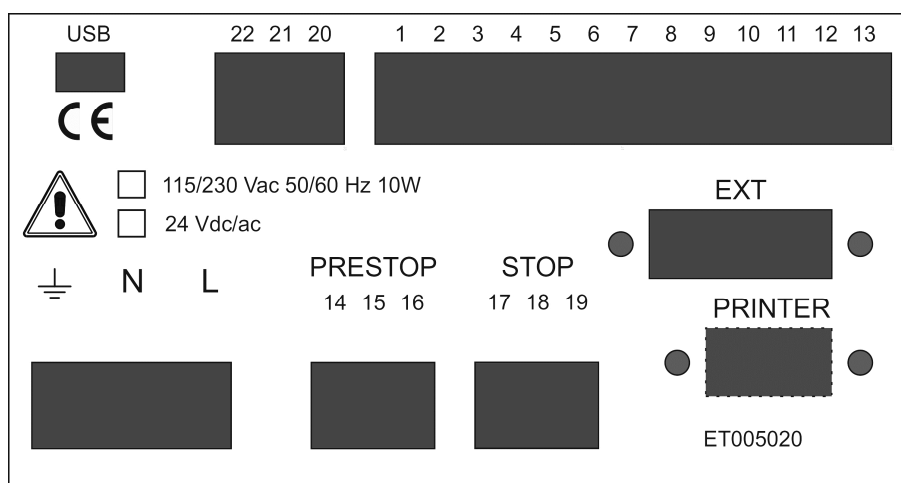 USB
22 21 20
1 2 3 4 5 6 7 8 9 10 11 12 13
CE
115/230 Vac 50/60 Hz 10W
24 Vdc/ac
EXT
N L
PRESTOP
14 15 16
STOP
17 18 19
PRINTER
ET005020